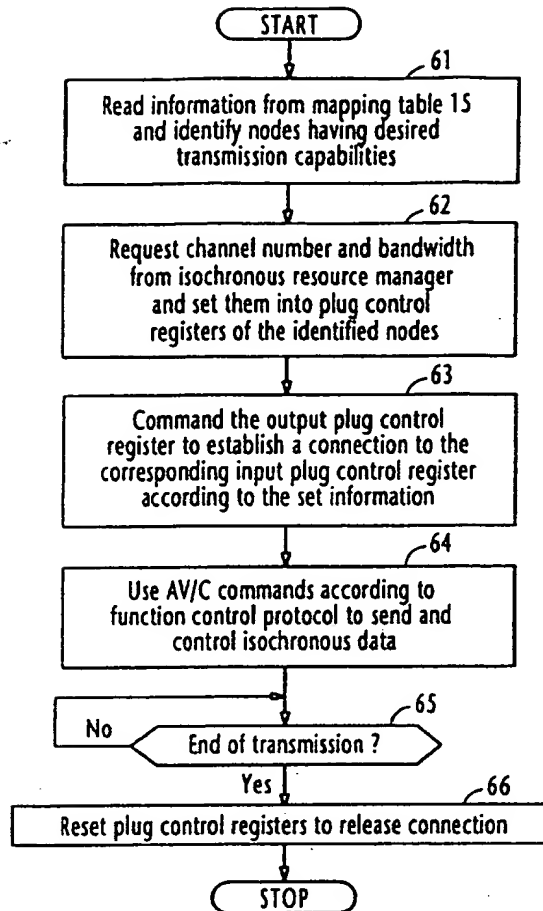 START
61
Read information from mapping table 15
and identify nodes having desired
transmission capabilities
62
Request channel number and bandwidth
from isochronous resource manager
and set them into plug control
registers of the identified nodes
63
Command the output plug control
register to establish a connection to the
corresponding input plug control register
according to the set information
64
Use AV/C commands according to
function control protocol to send and
control isochronous data
65
No
End of transmission ?
Yes
66
Reset plug control registers to release connection
STOP